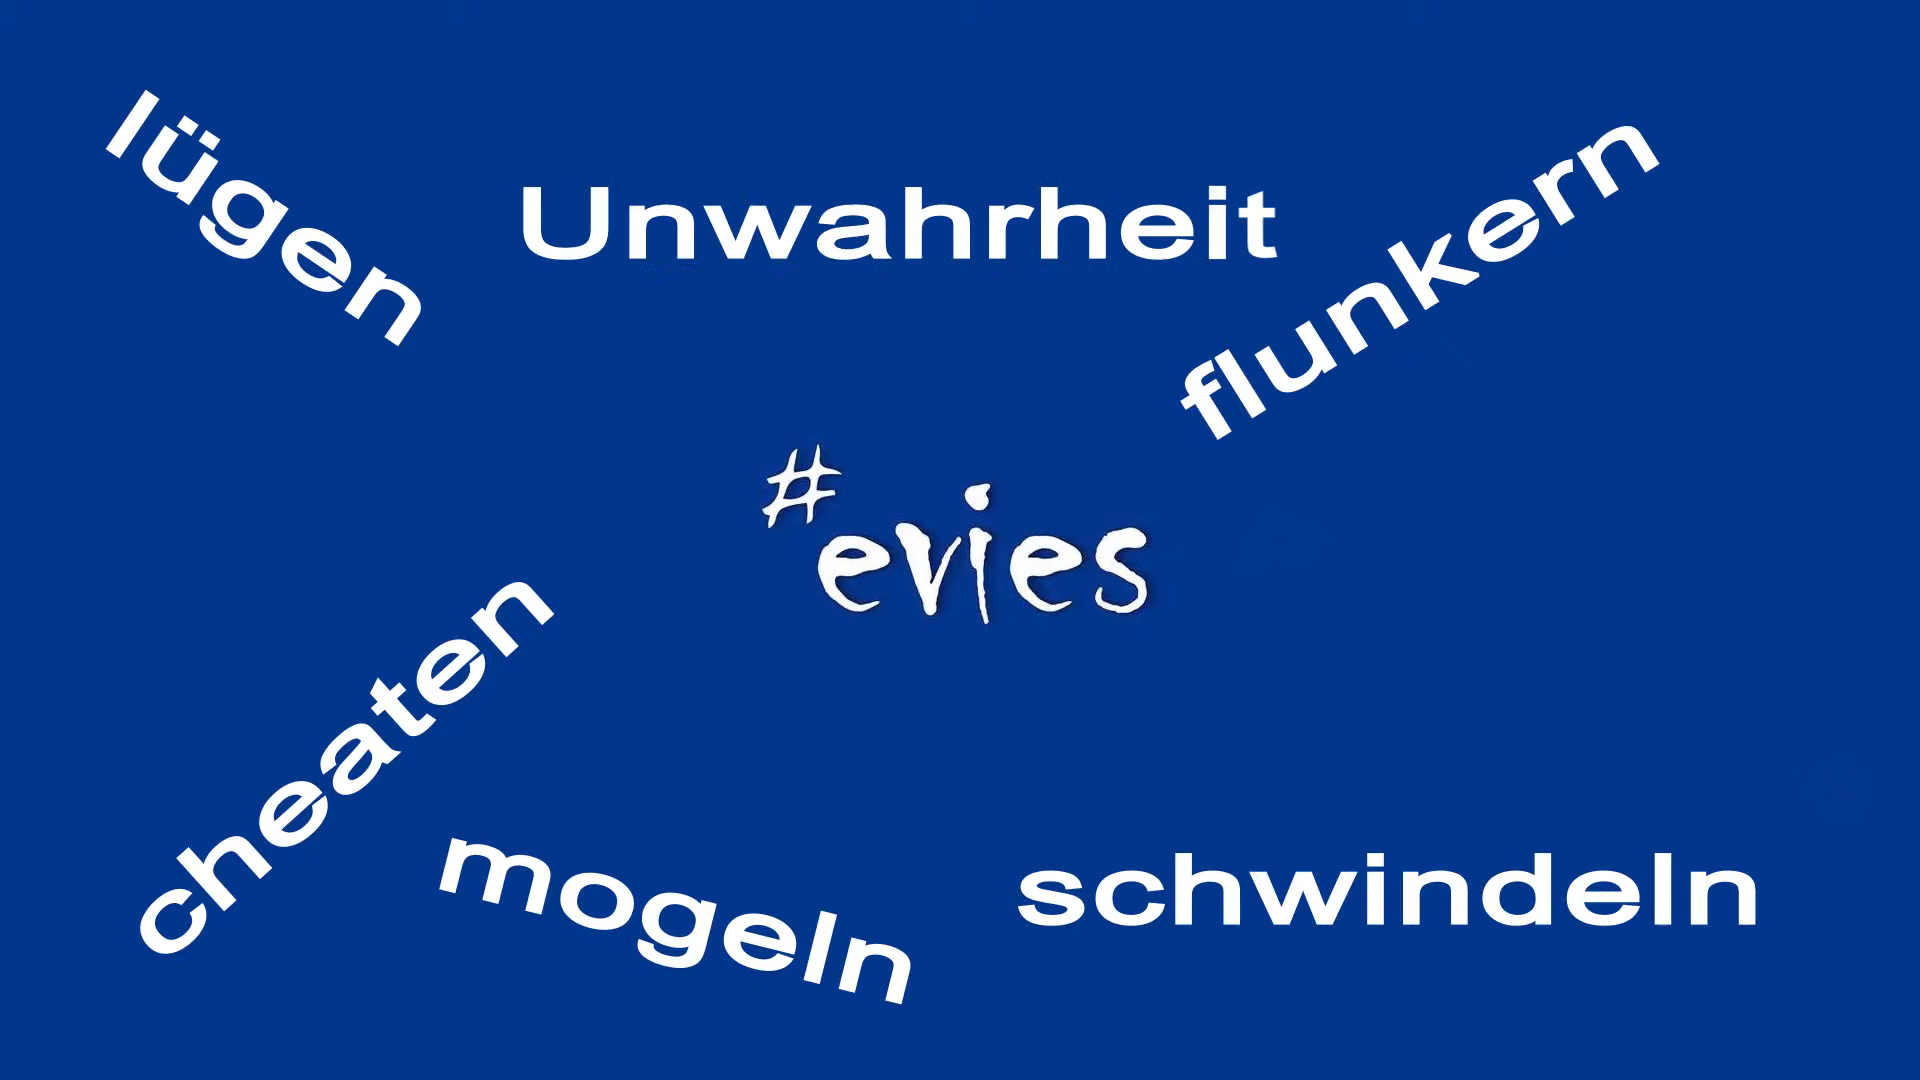 lügen
Unwahrheit
flunkern
#evies
cheaten
mogeln
schwindeln